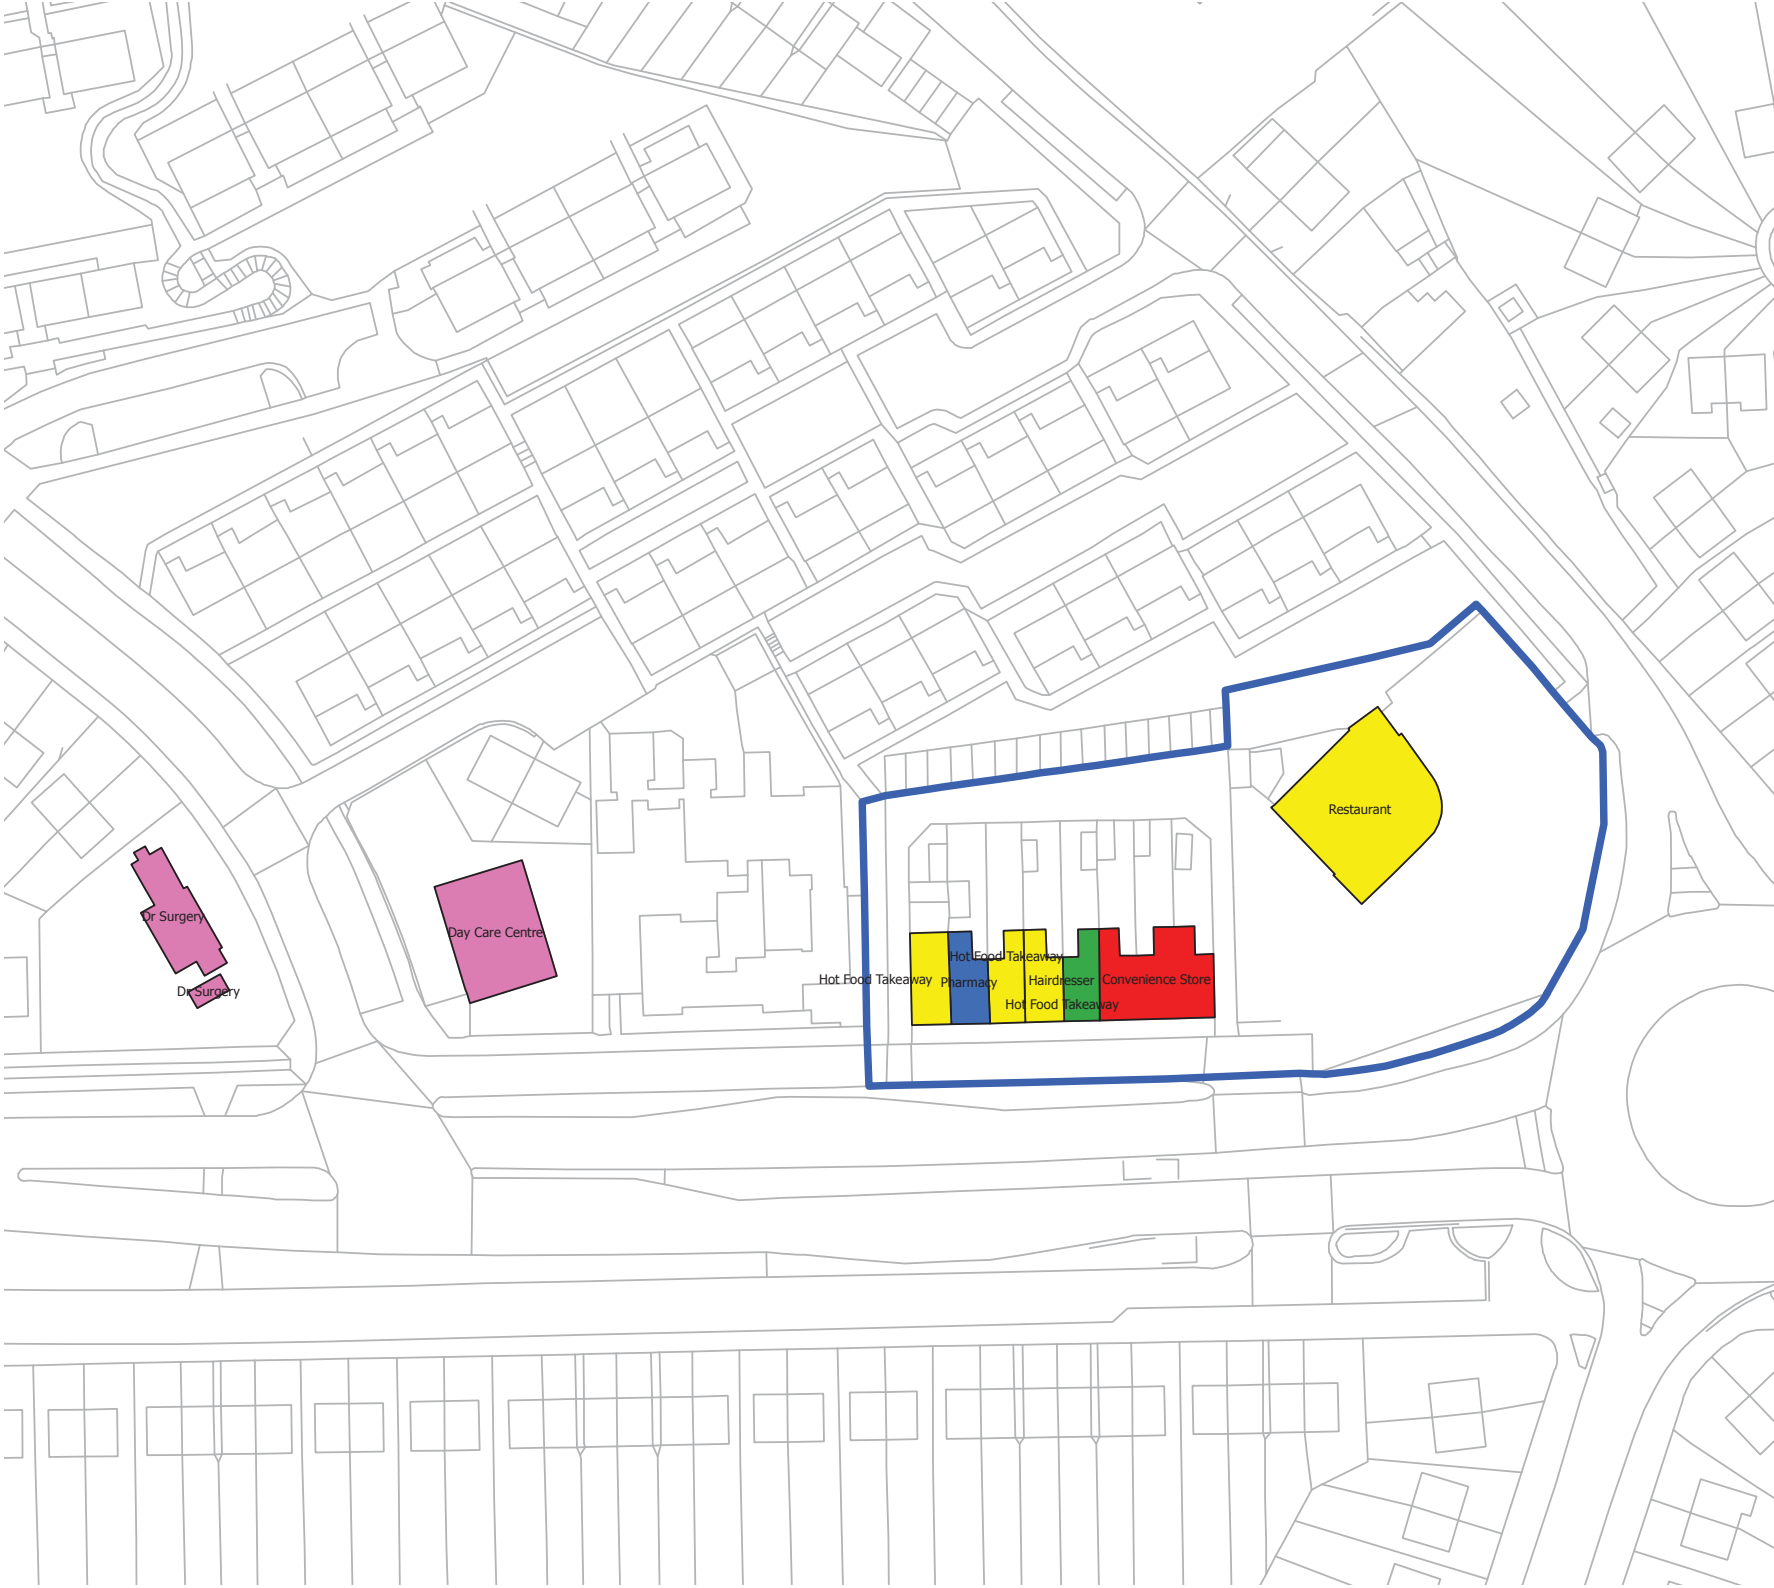 Restaurant
Dr Surgery
Day Care Centre
Hot Food Takeaway
Hot Food Takeaway
Pharmacy
Hairdresser
Convenience Store
Dr Surgery
Hot Food Takeaway